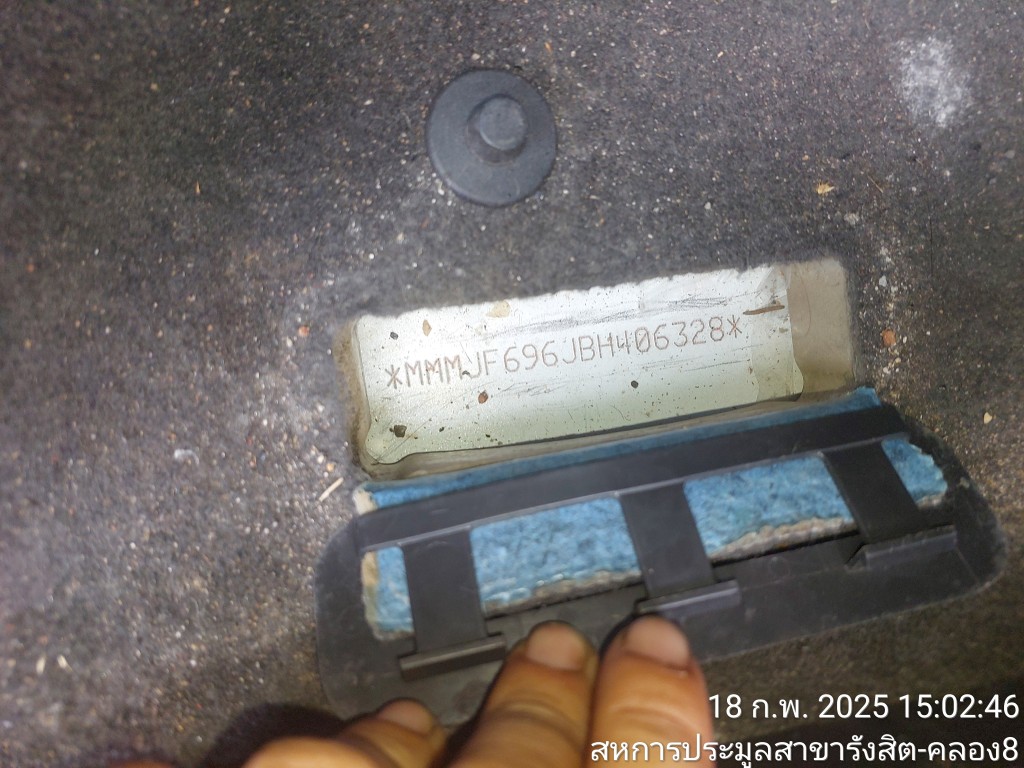 *MMMJF696JBH406328*
18 ก.พ. 2025 15:02:46
สหการประมูลสาขารังสิต-คลอง8